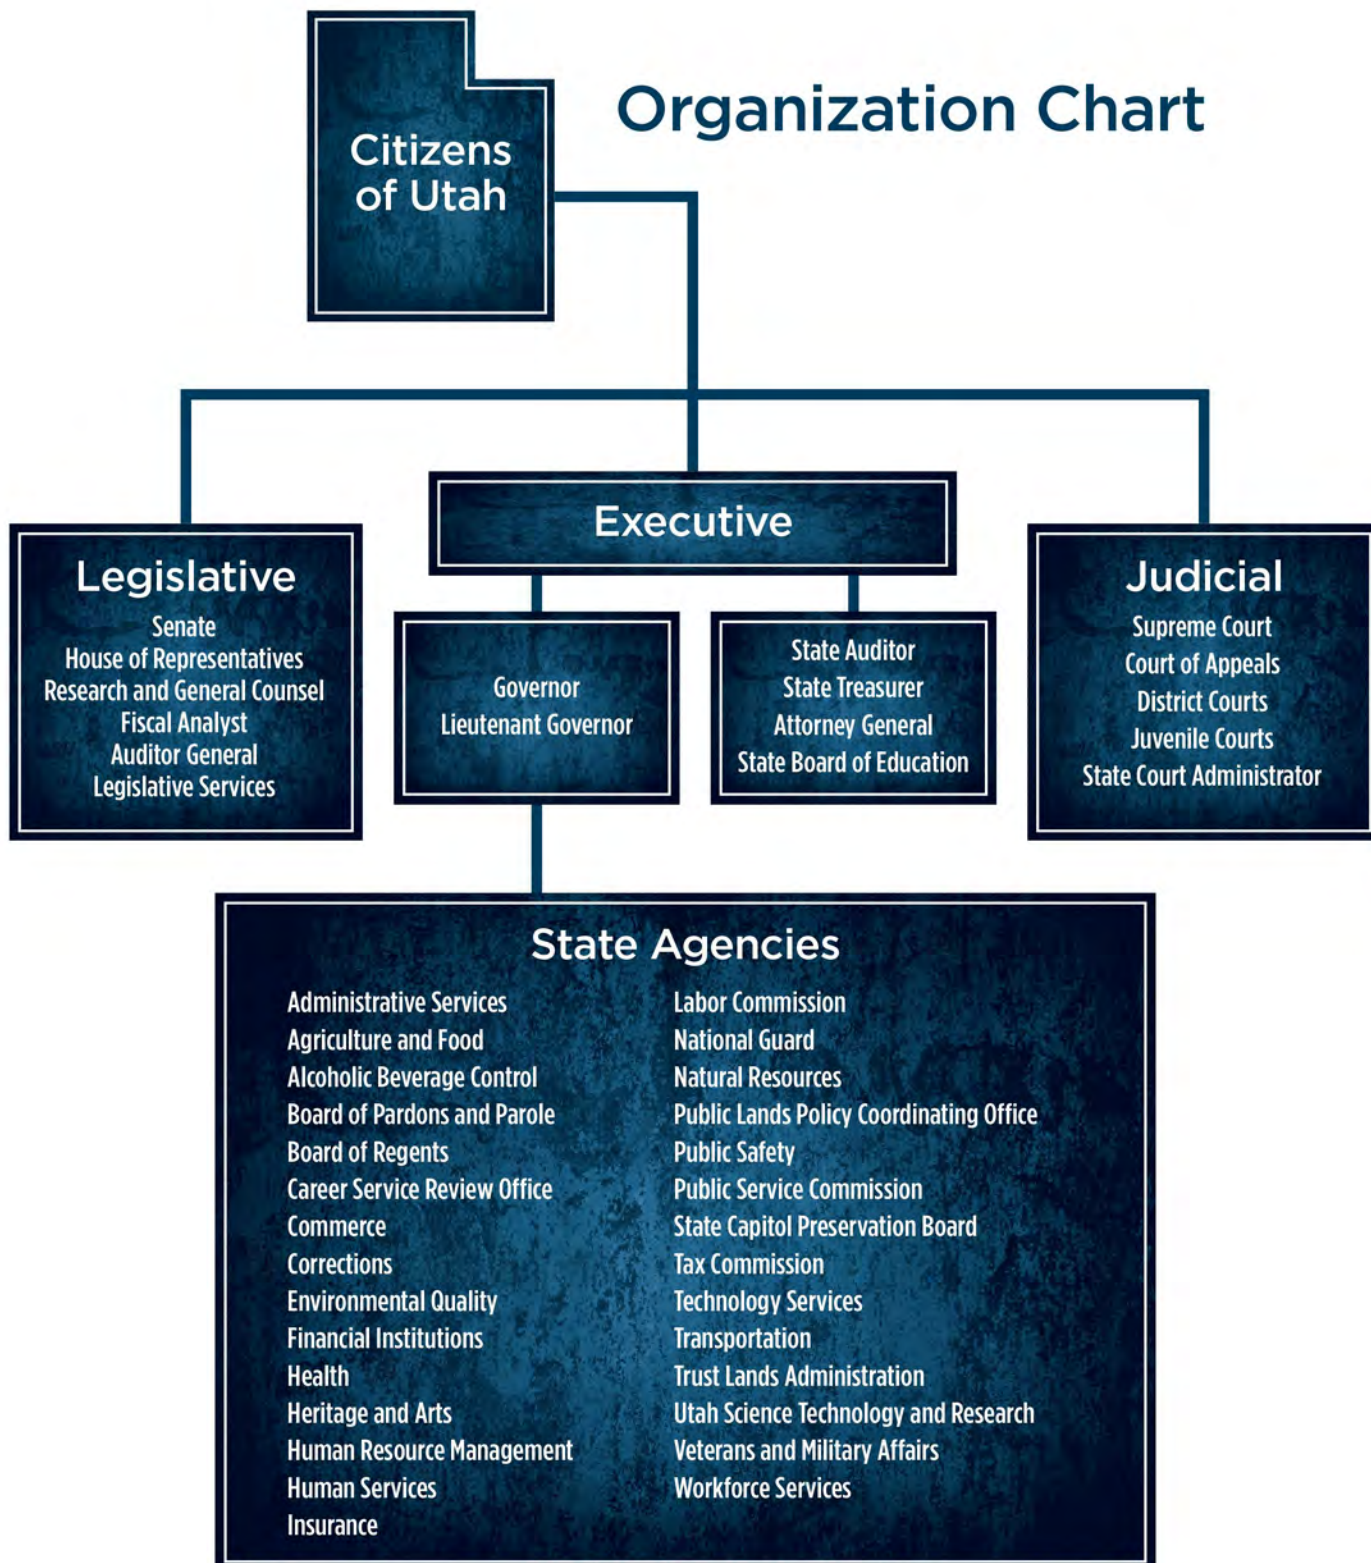 Organization Chart
Citizens
of Utah
Executive
Legislative
Senate
House of Representatives
Research and General Counsel
Fiscal Analyst
Auditor General
Legislative Services
Governor
Lieutenant Governor
State Auditor
State Treasurer
Attorney General
State Board of Education
Judicial
Supreme Court
Court of Appeals
District Courts
Juvenile Courts
State Court Administrator
State Agencies
Administrative Services
Agriculture and Food
Alcoholic Beverage Control
Board of Pardons and Parole
Board of Regents
Career Service Review Office
Commerce
Corrections
Environmental Quality
Financial Institutions
Health
Heritage and Arts
Human Resource Management
Human Services
Insurance
Labor Commission
National Guard
Natural Resources
Public Lands Policy Coordinating Office
Public Safety
Public Service Commission
State Capitol Preservation Board
Tax Commission
Technology Services
Transportation
Trust Lands Administration
Utah Science Technology and Research
Veterans and Military Affairs
Workforce Services